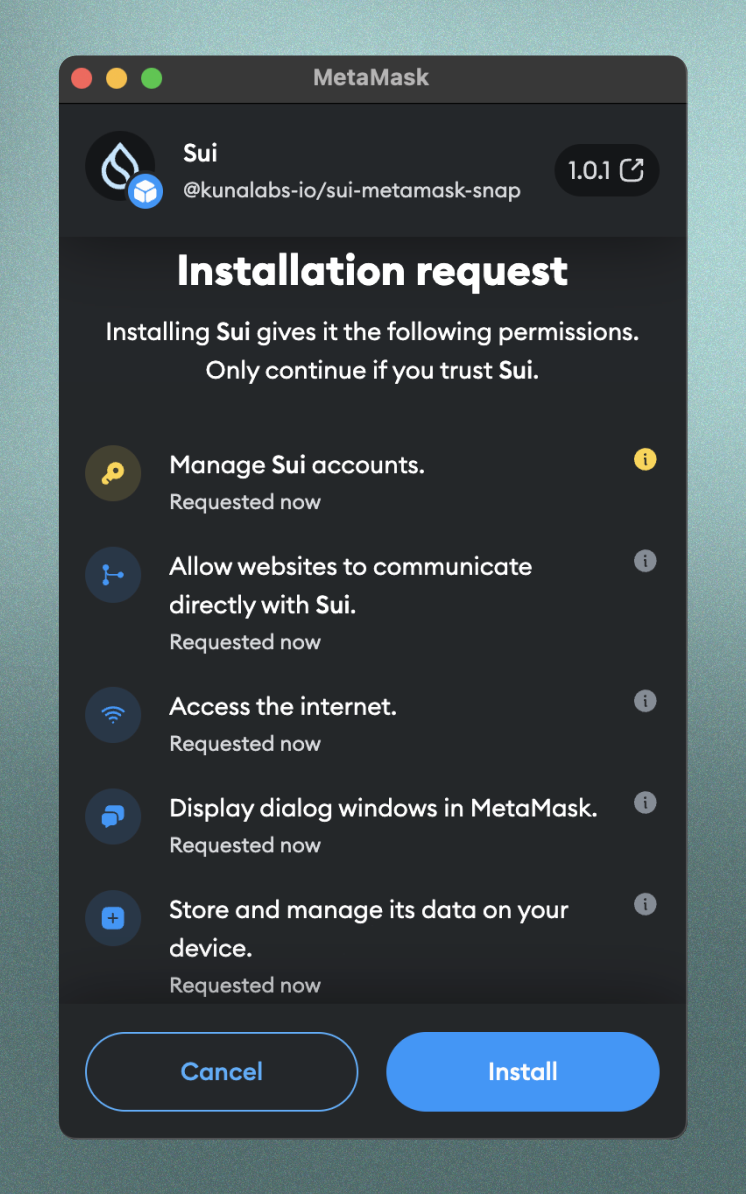 MetaMask
Sui
@kunalabs-io/sui-metamask-snap
1.0.1
Installation request
Installing Sui gives it the following permissions.
Only continue if you trust Sui.
Manage Sui accounts.
Requested now
Allow websites to communicate
directly with Sui.
Requested now
Access the internet.
Requested now
Display dialog windows in MetaMask.
Requested now
Store and manage its data on your
device.
Requested now
Cancel
Install